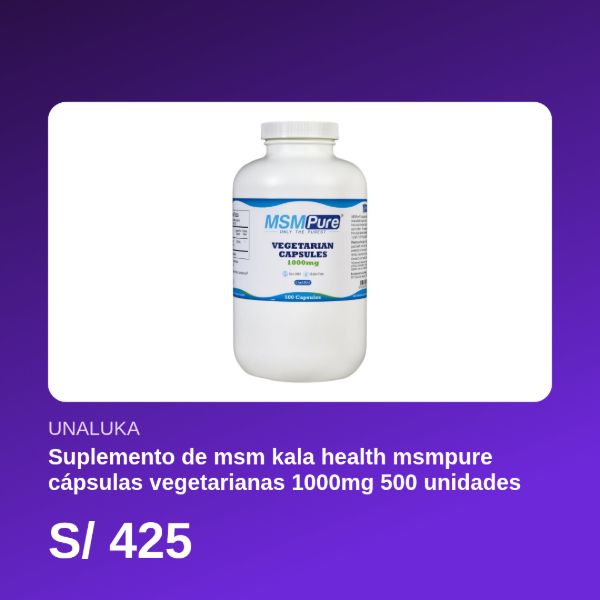 MSMPure®
ONLY THE PUREST
VEGETARIAN
CAPSULES
1000mg
500 Capsules
UNALUKA
Suplemento de msm kala health msmpure
cápsulas vegetarianas 1000mg 500 unidades
S/ 425